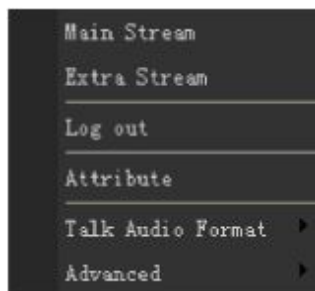 Main Stream
Extra Stream
Log out
Attribute
Talk Audio Format
Advanced